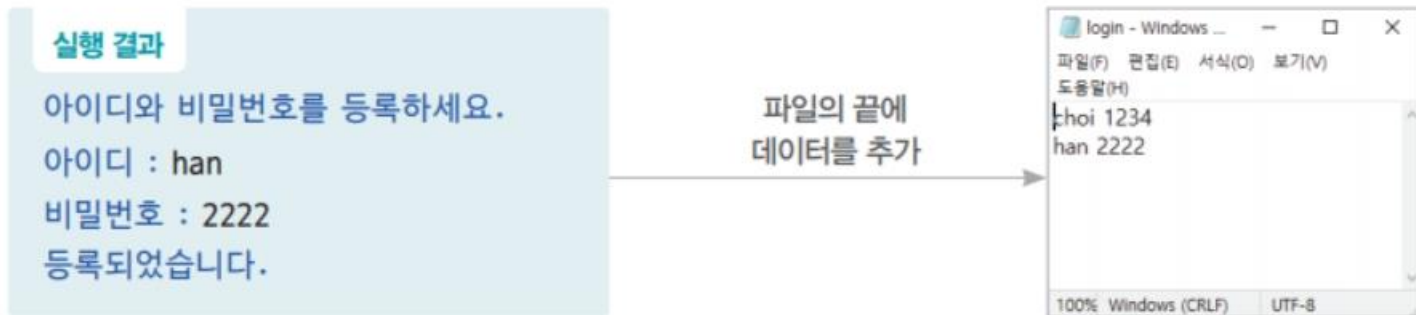 실행 결과
아이디와 비밀번호를 등록하세요.
아이디 : han
비밀번호 : 2222
등록되었습니다.
파일의 끝에
데이터를 추가
login - Windows ...
파일(F) 편집(E) 서식(O) 보기(V)
도움말(H)
choi 1234
han 2222
100% Windows (CRLF) UTF-8